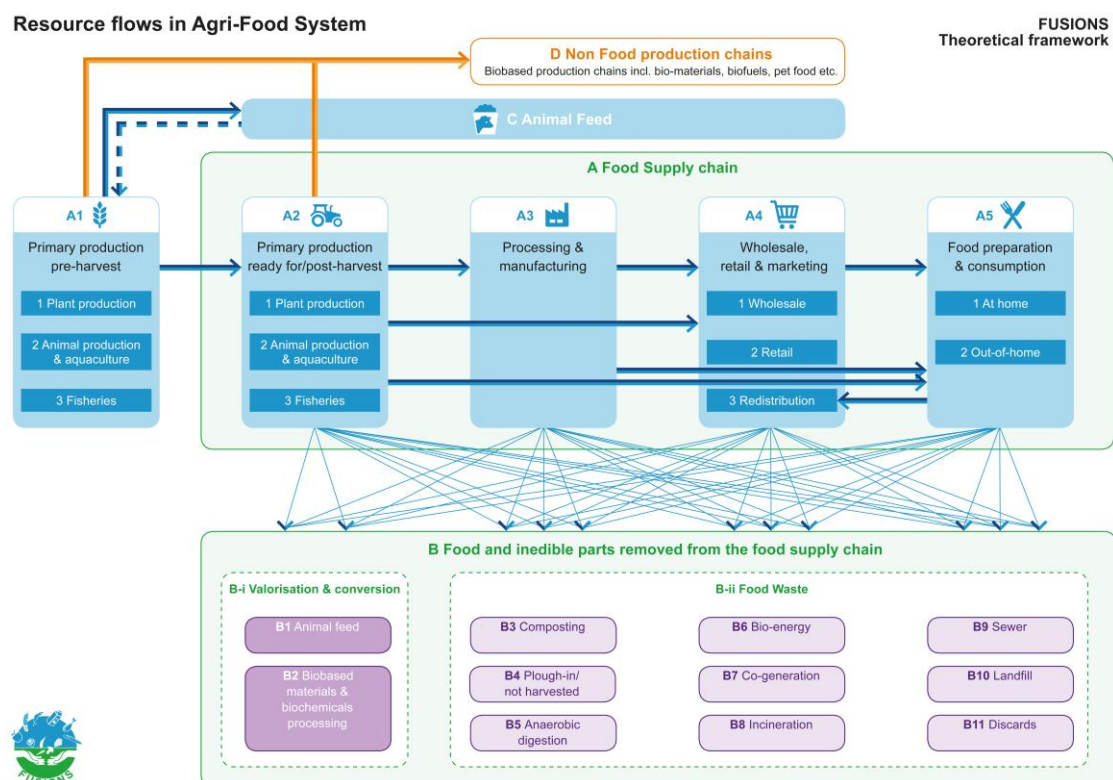 Resource flows in Agri-Food System
FUSIONS
Theoretical framework
D Non Food production chains
Biobased production chains incl. bio-materials, biofuels, pet food etc.
C Animal Feed
A Food Supply chain
A1
Primary production
pre-harvest
1 Plant production
2 Animal production
& aquaculture
3 Fisheries
A2
Primary production
ready for/post-harvest
1 Plant production
2 Animal production
& aquaculture
3 Fisheries
A3
Processing &
manufacturing
A4
Wholesale,
retail & marketing
1 Wholesale
2 Retail
3 Redistribution
A5
Food preparation
& consumption
1 At home
2 Out-of-home
B Food and inedible parts removed from the food supply chain
B-i Valorisation & conversion
B1 Animal feed
B2 Biobased
materials &
biochemicals
processing
B-ii Food Waste
B3 Composting
B4 Plough-in/
not harvested
B5 Anaerobic
digestion
B6 Bio-energy
B7 Co-generation
B8 Incineration
B9 Sewer
B10 Landfill
B11 Discards
FUSIONS